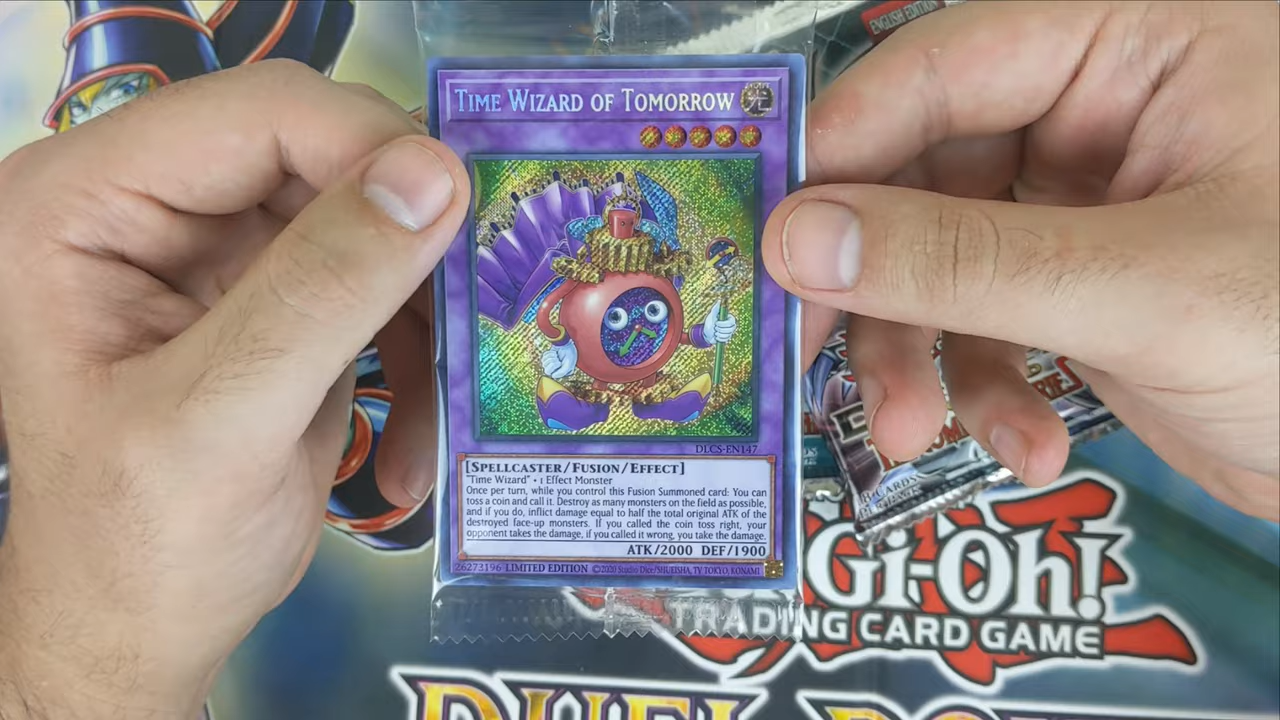 ENGLISH EDITION
TIME WIZARD OF TOMORROW
光
DLCS-EN147
[SPELLCASTER/FUSION/EFFECT]
"Time Wizard" + 1 Effect Monster
Once per turn, while you control this Fusion Summoned card: You can
toss a coin and call it. Destroy as many monsters on the field as possible,
and if you do, inflict damage equal to half the total original ATK of the
destroyed face-up monsters. If you called the coin toss right, your
opponent takes the damage, if you called it wrong, you take the damage.
ATK/2000 DEF/1900
26273196 LIMITED EDITION ©2020 Studio Dice/SHUEISHA, TV TOKYO, KONAMI
CARDS
Gi-Oh!
TRADING CARD GAME
DUEL